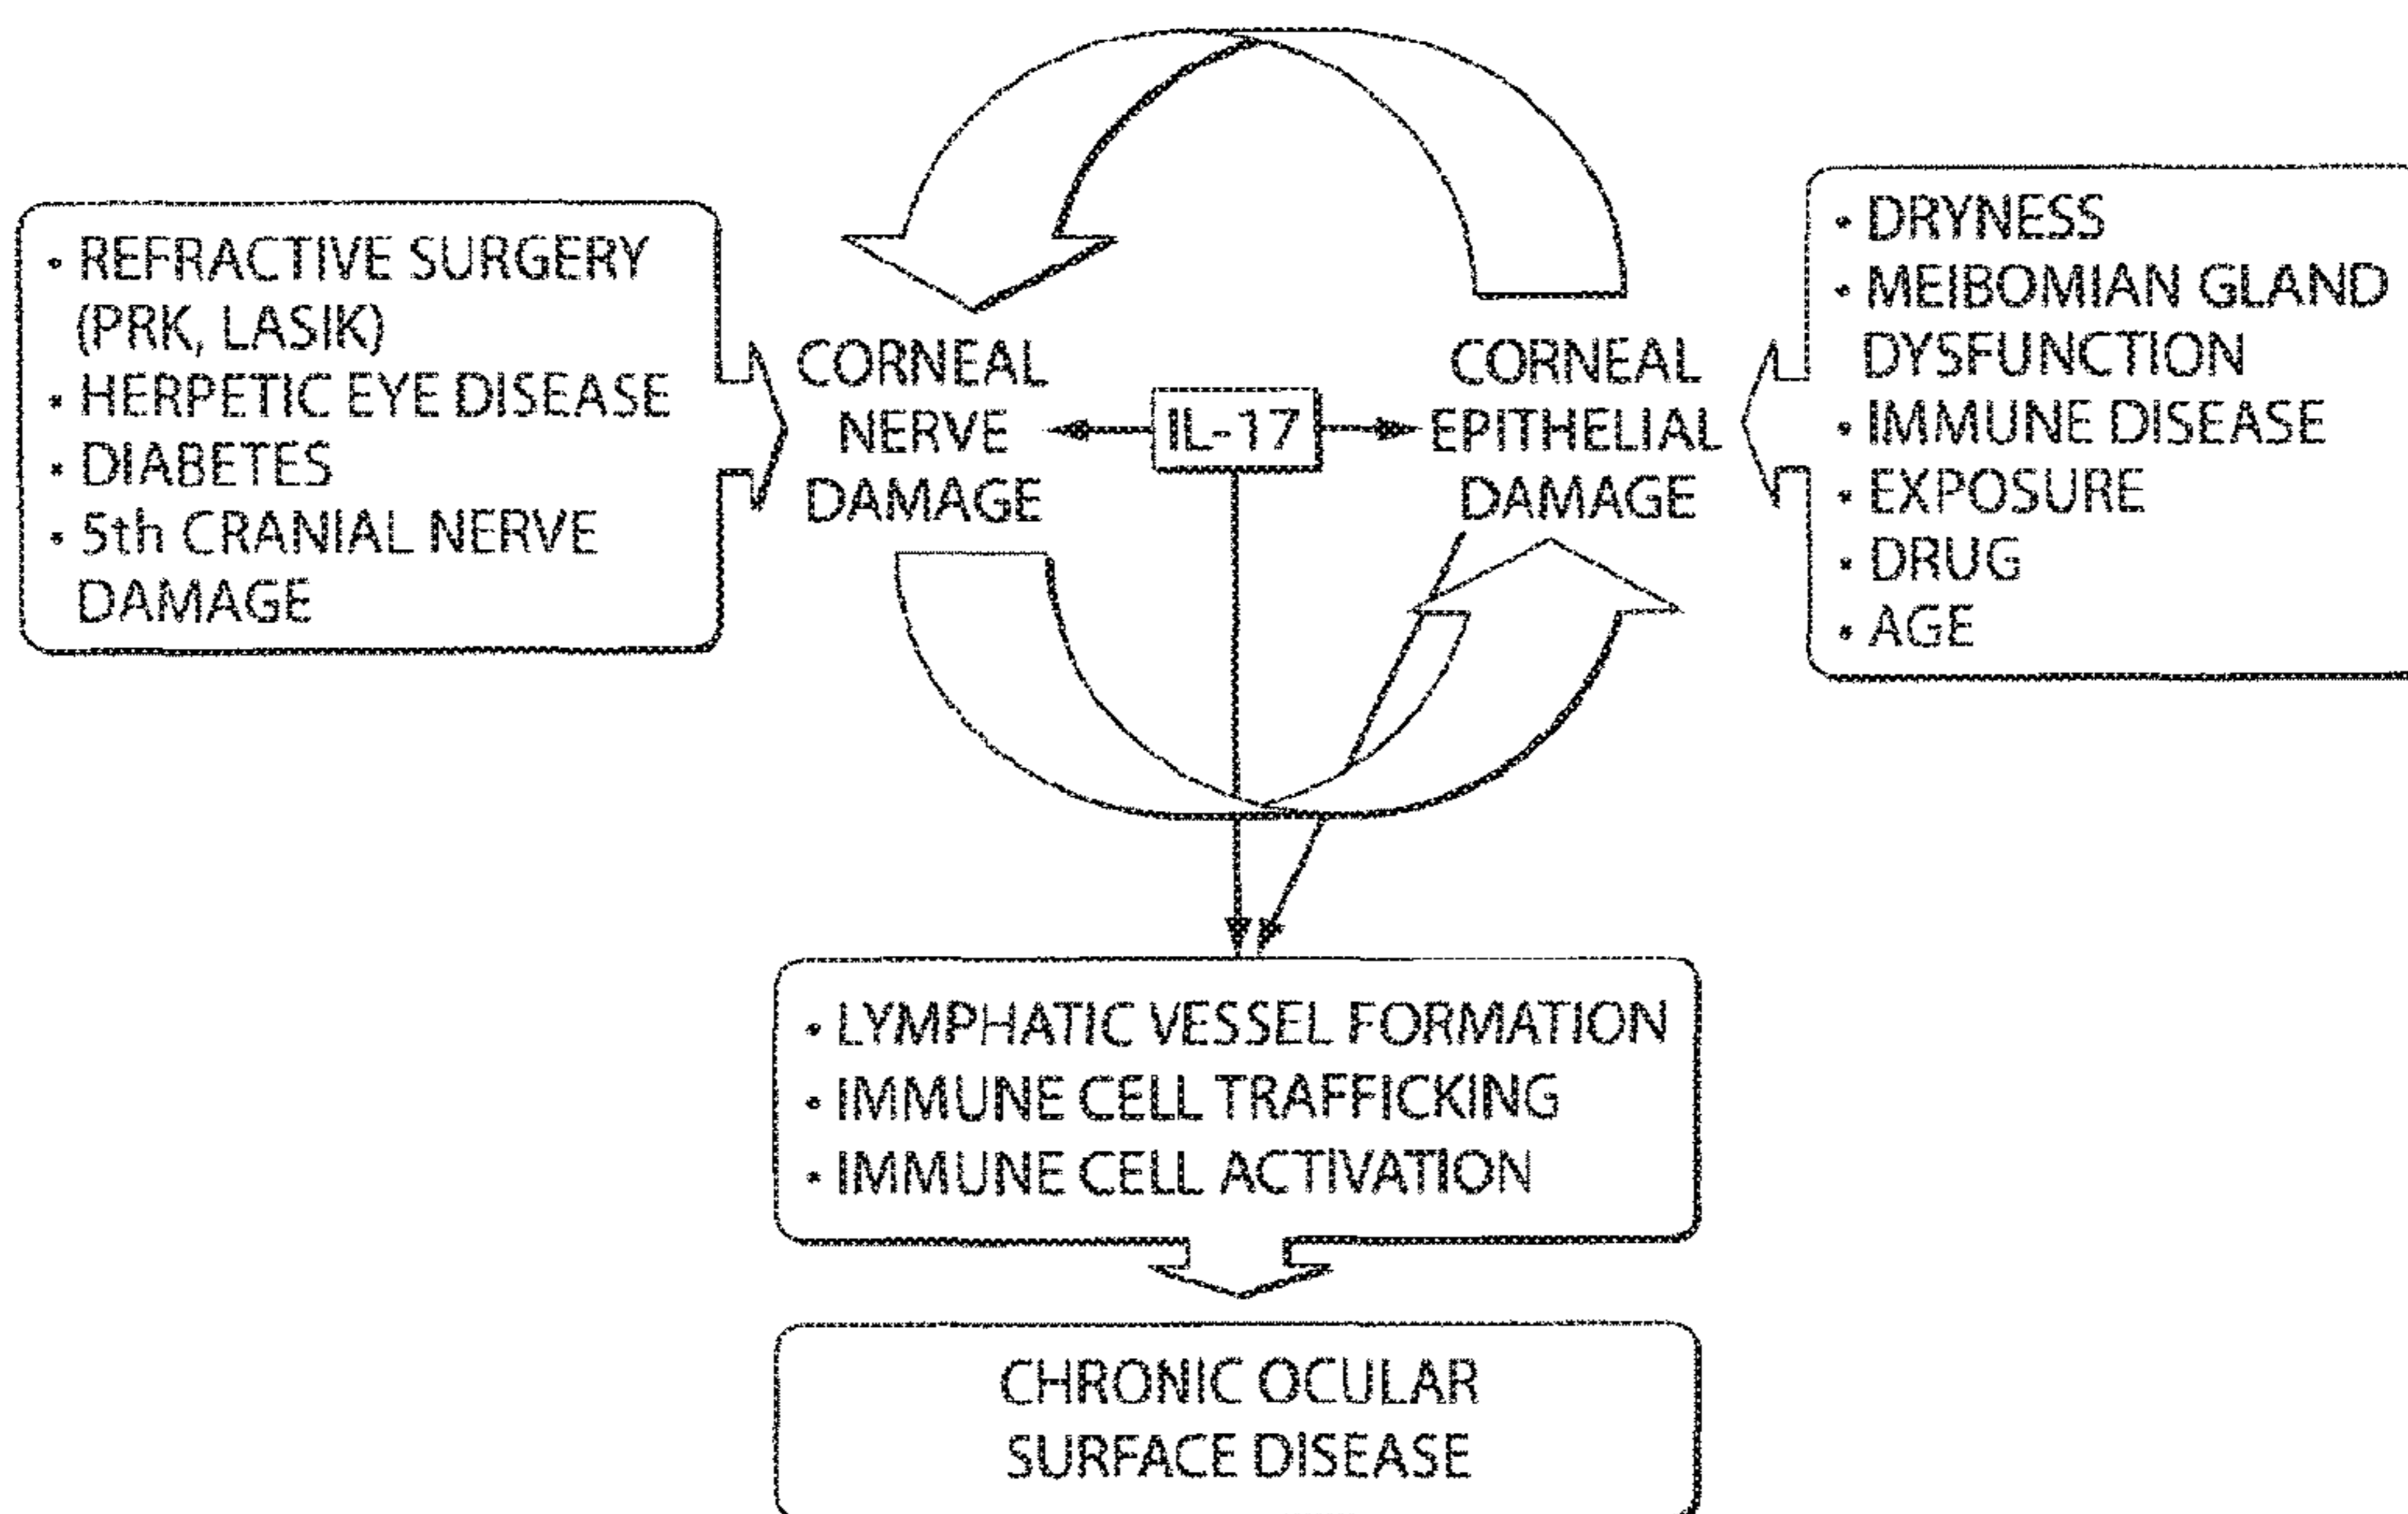 • REFRACTIVE SURGERY
(PRK, LASIK)
• HERPETIC EYE DISEASE
• DIABETES
• 5th CRANIAL NERVE
DAMAGE
CORNEAL
NERVE
DAMAGE
IL-17
CORNEAL
EPITHELIAL
DAMAGE
• DRYNESS
• MEIBOMIAN GLAND
DYSFUNCTION
• IMMUNE DISEASE
• EXPOSURE
• DRUG
• AGE
• LYMPHATIC VESSEL FORMATION
• IMMUNE CELL TRAFFICKING
• IMMUNE CELL ACTIVATION
CHRONIC OCULAR
SURFACE DISEASE